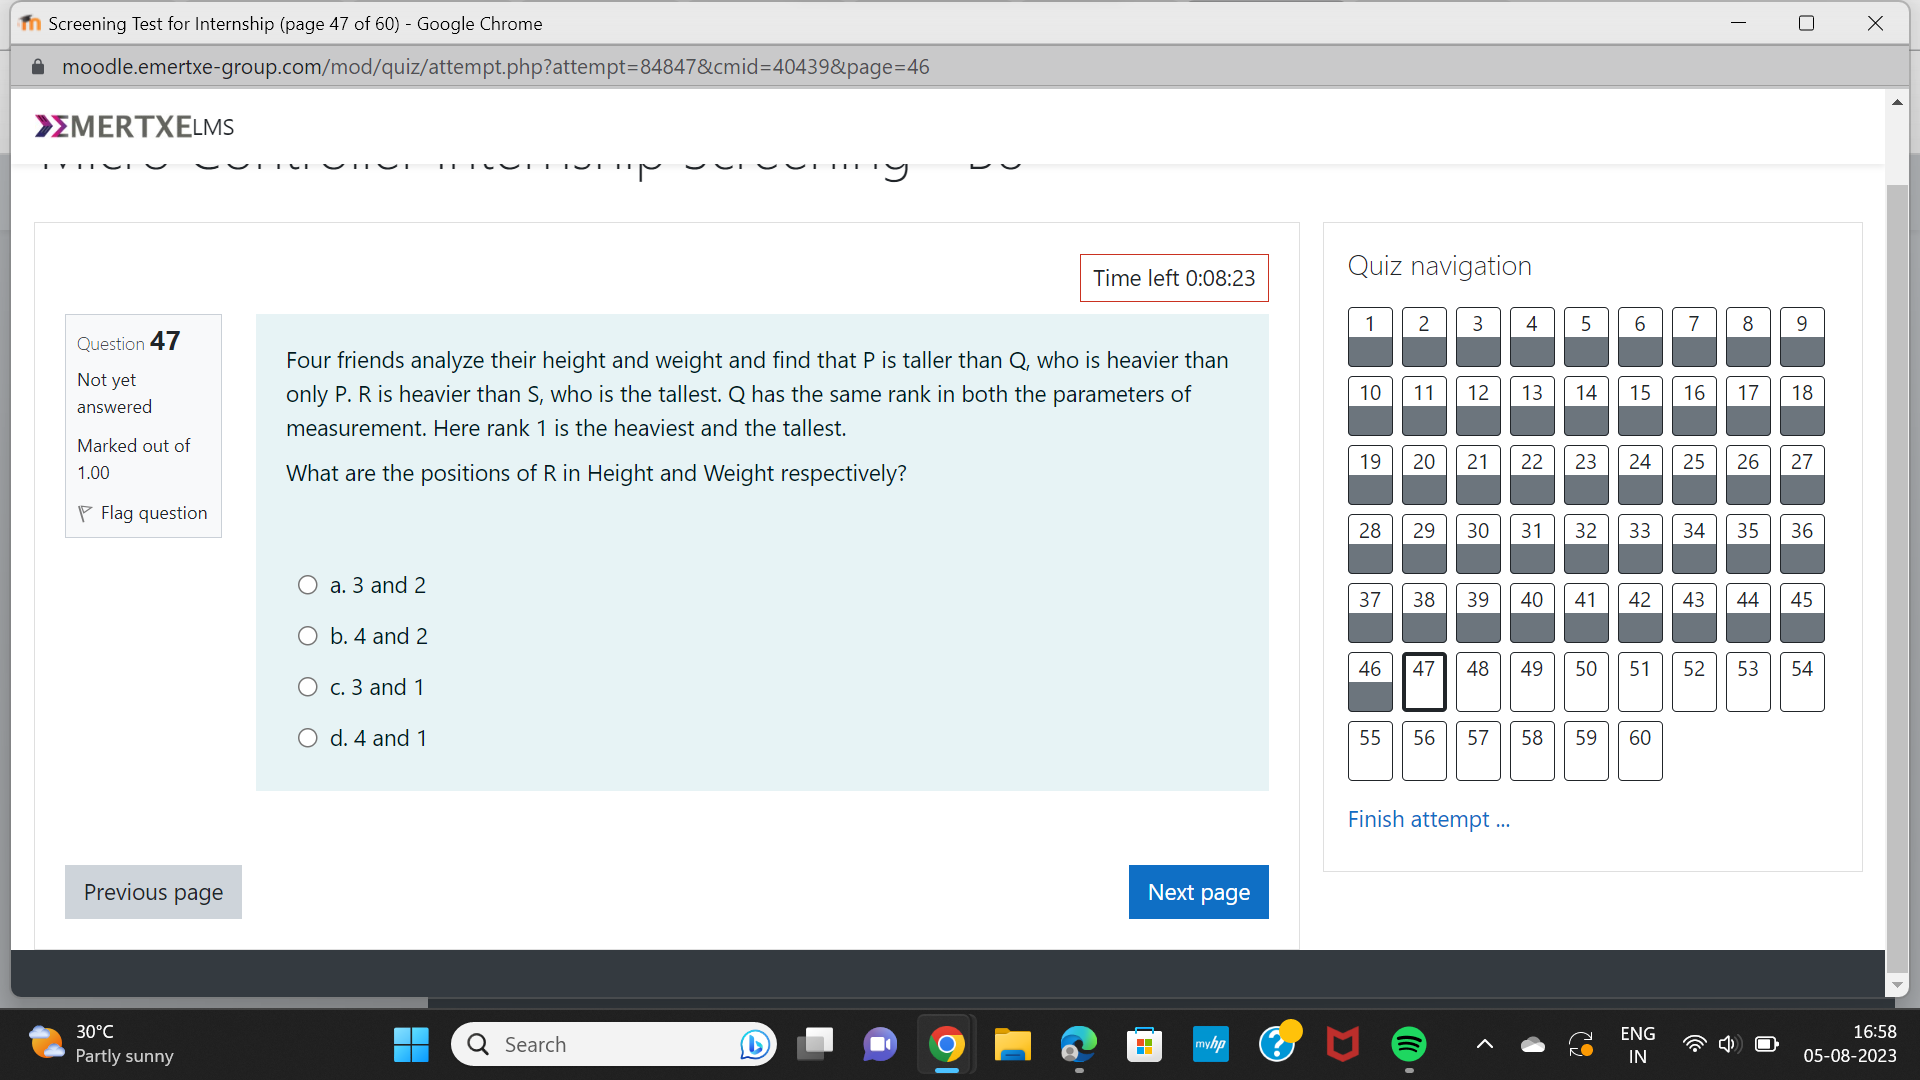 Screening Test for Internship (page 47 of 60) - Google Chrome
moodle.emertxe-group.com/mod/quiz/attempt.php?attempt=84847&cmid=40439&page=46
EMERTXE LMS
Micro Controller Internship Screening
Time left 0:08:23
Question 47
Not yet
answered
Marked out of
1.00
Flag question
Four friends analyze their height and weight and find that P is taller than Q, who is heavier than
only P. R is heavier than S, who is the tallest. Q has the same rank in both the parameters of
measurement. Here rank 1 is the heaviest and the tallest.
What are the positions of R in Height and Weight respectively?
a. 3 and 2
b. 4 and 2
c. 3 and 1
d. 4 and 1
Previous page
Next page
Quiz navigation
1 2 3 4 5 6 7 8 9
10 11 12 13 14 15 16 17 18
19 20 21 22 23 24 25 26 27
28 29 30 31 32 33 34 35 36
37 38 39 40 41 42 43 44 45
46 47 48 49 50 51 52 53 54
55 56 57 58 59 60
Finish attempt ...
30°C
Partly sunny
Search
myhp
ENG
IN
16:58
05-08-2023